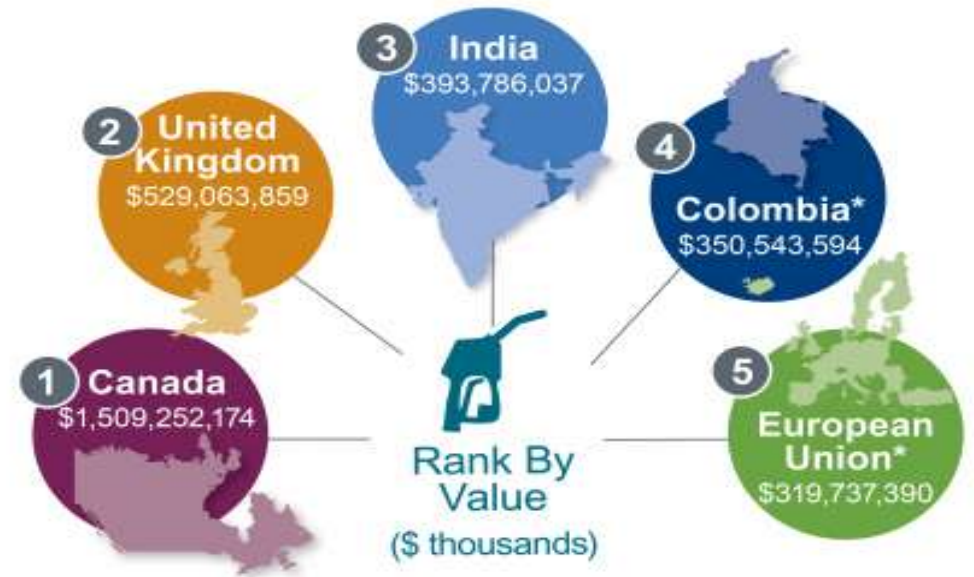 1
Canada
$1,509,252,174
2
United
Kingdom
$529,063,859
3
India
$393,786,037
4
Colombia*
$350,543,594
5
European
Union*
$319,737,390
Rank By
Value
($ thousands)